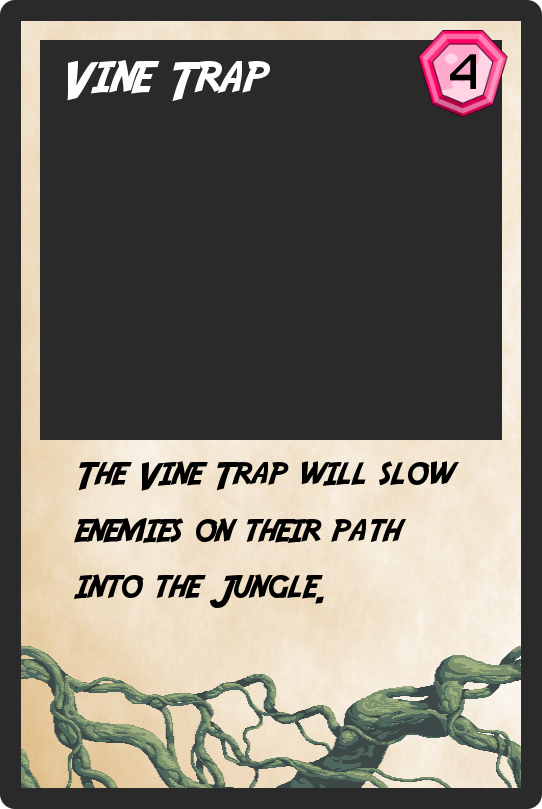 Vine Trap
4
The Vine Trap will slow
enemies on their path
into the Jungle.